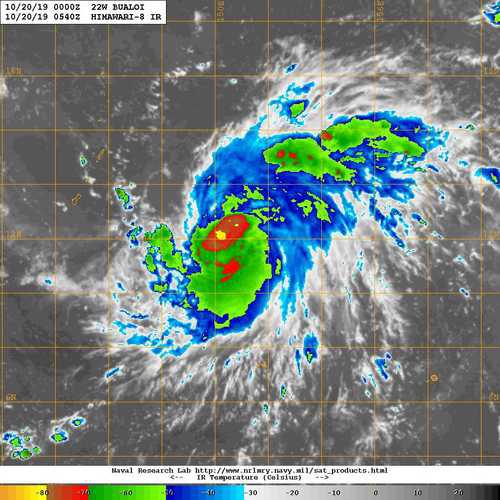 10/20/19 0000Z 22W BUALOI
10/20/19 0540Z HIMAWARI-8 IR
Naval Research Lab http://www.nrlmry.navy.mil/sat_products.html
<-- IR Temperature (Celsius) -->
-80 -70 -60 -50 -40 -30 -20 -10 0 10 20